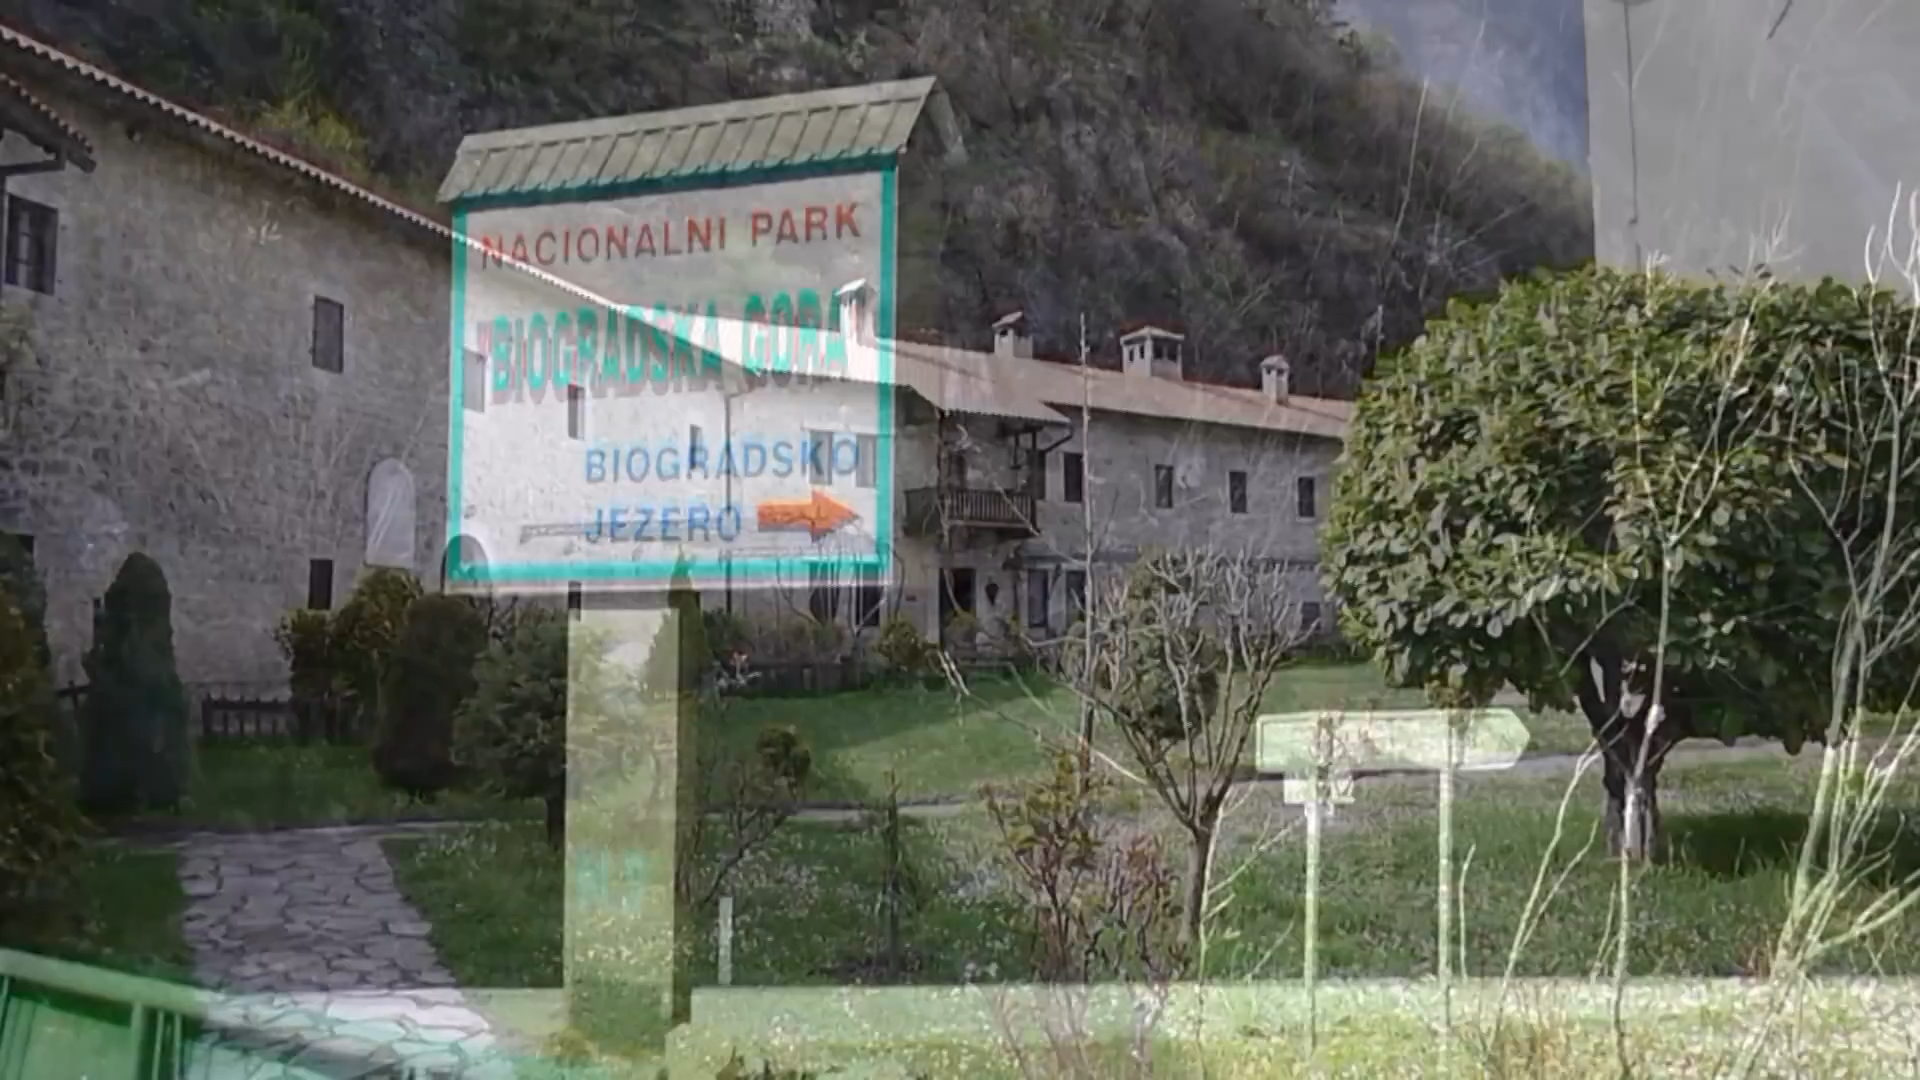 NACIONALNI PARK
"BIOGRADSKA GORA"
BIOGRADSKO
JEZERO